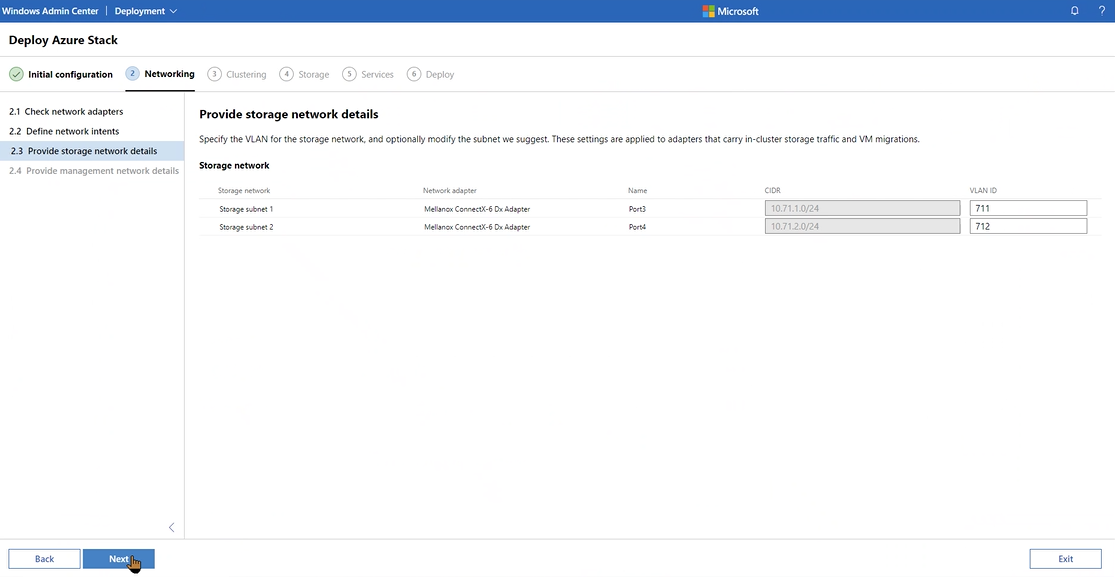 Windows Admin Center | Deployment
Microsoft
?
Deploy Azure Stack
Initial configuration
2 Networking
3 Clustering
4 Storage
5 Services
6 Deploy
2.1 Check network adapters
2.2 Define network intents
2.3 Provide storage network details
2.4 Provide management network details
Provide storage network details
Specify the VLAN for the storage network, and optionally modify the subnet we suggest. These settings are applied to adapters that carry in-cluster storage traffic and VM migrations.
Storage network
Storage network Network adapter Name CIDR VLAN ID
Storage subnet 1 Mellanox ConnectX-6 Dx Adapter Port3 10.71.1.0/24 711
Storage subnet 2 Mellanox ConnectX-6 Dx Adapter Port4 10.71.2.0/24 712
Back
Next
Exit